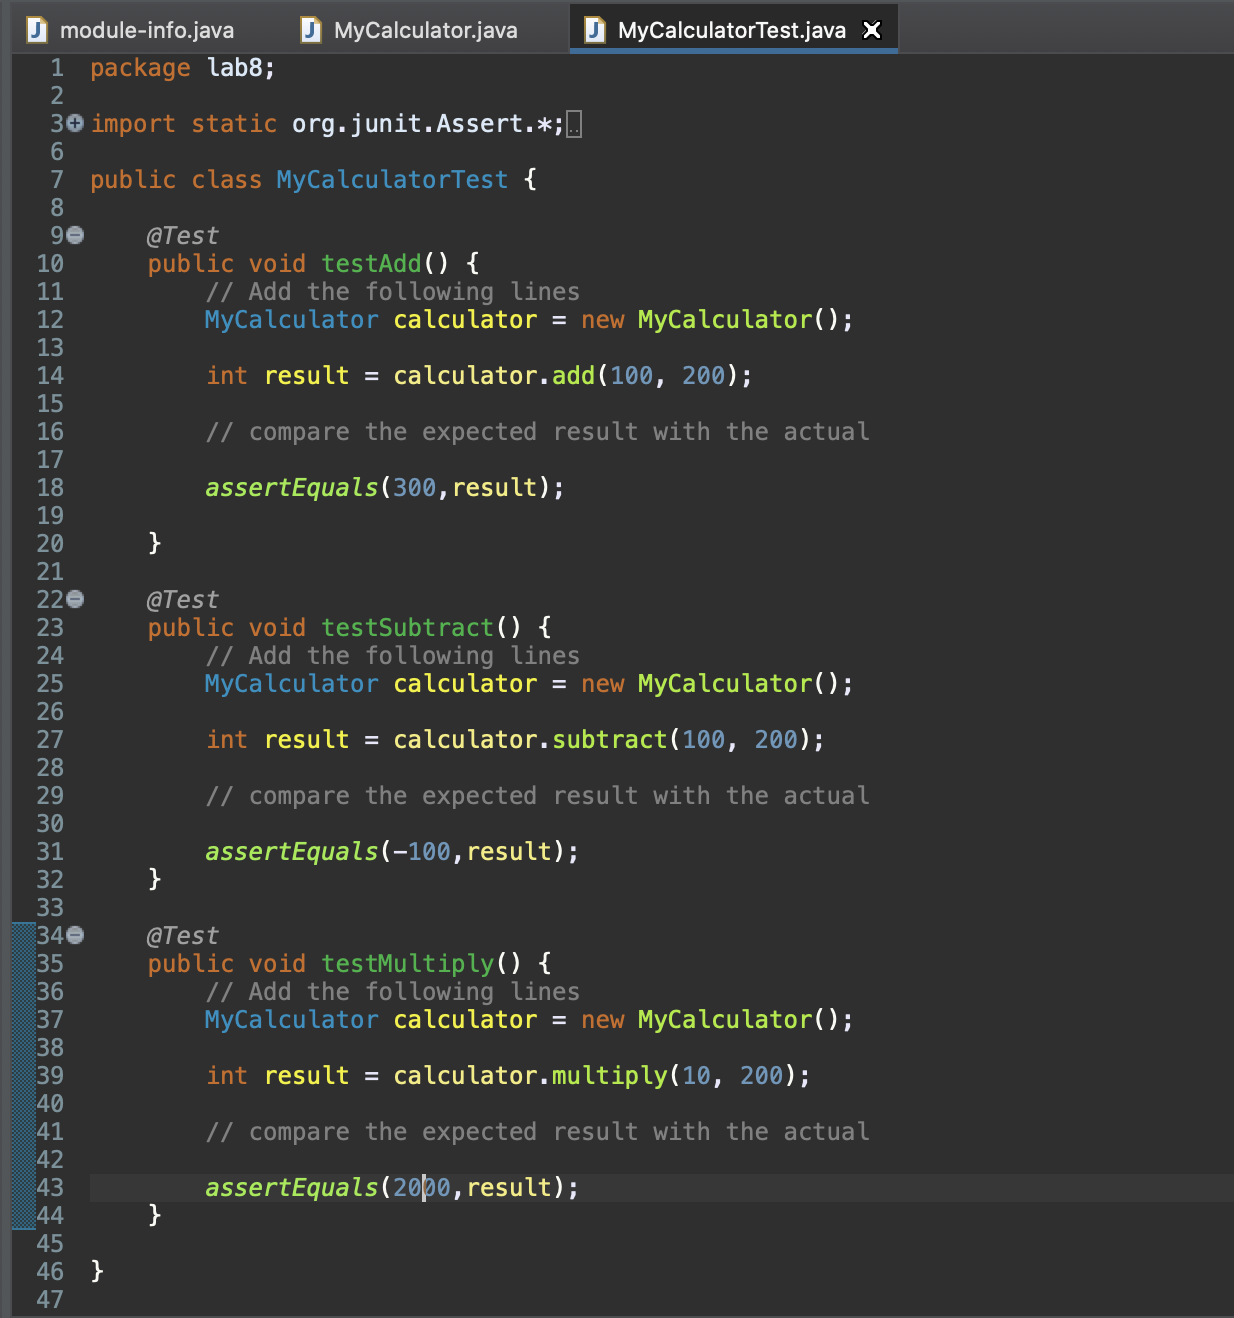 module-info.java MyCalculator.java MyCalculatorTest.java
1 package lab8;
2
3 import static org.junit.Assert.*;
6
7 public class MyCalculatorTest {
8
9 @Test
10 public void testAdd() {
11 // Add the following lines
12 MyCalculator calculator = new MyCalculator();
13
14 int result = calculator.add(100, 200);
15
16 // compare the expected result with the actual
17
18 assertEquals(300,result);
19
20 }
21
22 @Test
23 public void testSubtract() {
24 // Add the following lines
25 MyCalculator calculator = new MyCalculator();
26
27 int result = calculator.subtract(100, 200);
28
29 // compare the expected result with the actual
30
31 assertEquals(-100,result);
32 }
33
34 @Test
35 public void testMultiply() {
36 // Add the following lines
37 MyCalculator calculator = new MyCalculator();
38
39 int result = calculator.multiply(10, 200);
40
41 // compare the expected result with the actual
42
43 assertEquals(2000,result);
44 }
45
46 }
47